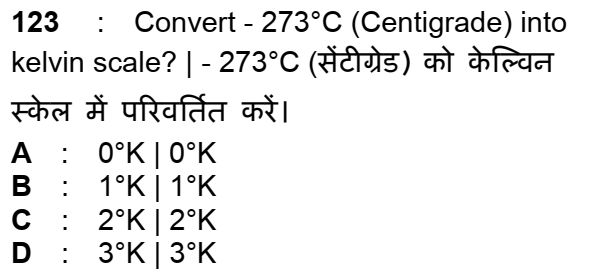 123 : Convert - 273°C (Centigrade) into
kelvin scale? | - 273°C (सेंटीग्रेड) को केल्विन
स्केल में परिवर्तित करें।
A : 0°K | 0°K
B : 1°K | 1°K
C : 2°K | 2°K
D : 3°K | 3°K